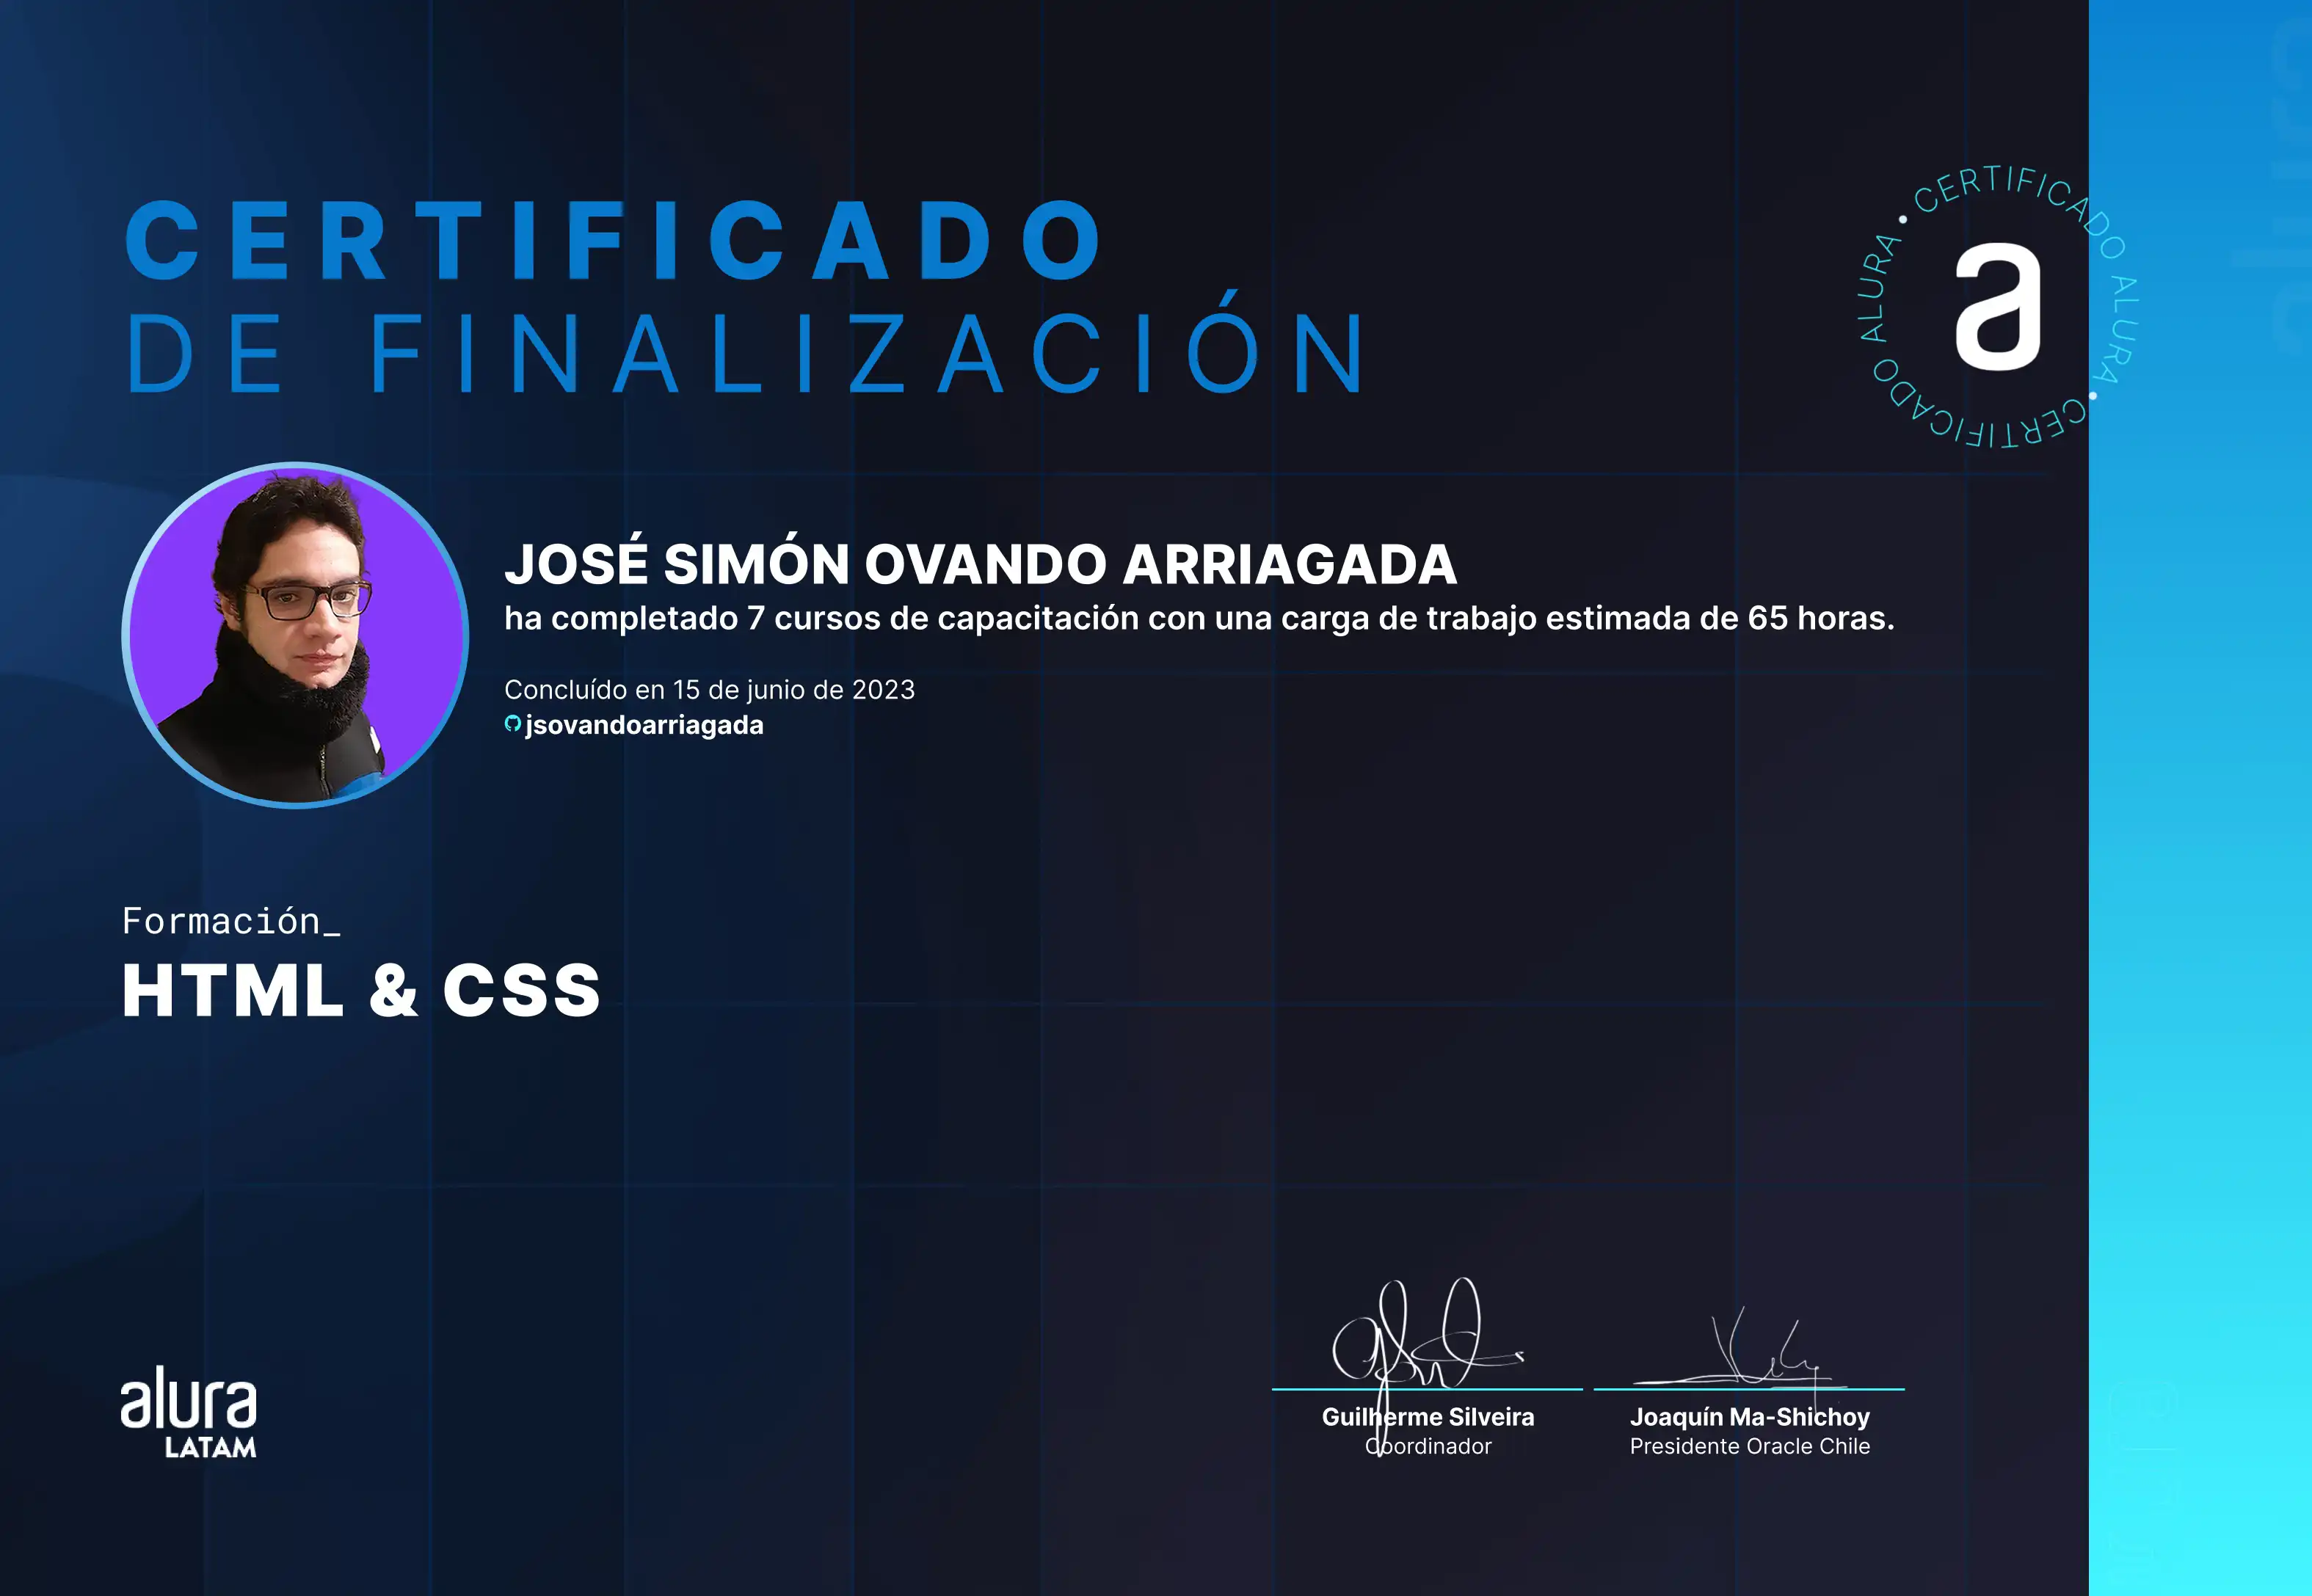 CERTIFICADO
DE FINALIZACIÓN
CERTIFICADO ALURA • CERTIFICADO ALURA •
a
JOSÉ SIMÓN OVANDO ARRIAGADA
ha completado 7 cursos de capacitación con una carga de trabajo estimada de 65 horas.
Concluído en 15 de junio de 2023
jsovandoarriagada
Formación_
HTML & CSS
alura
LATAM
Guilherme Silveira
Coordinador
Joaquín Ma-Shichoy
Presidente Oracle Chile